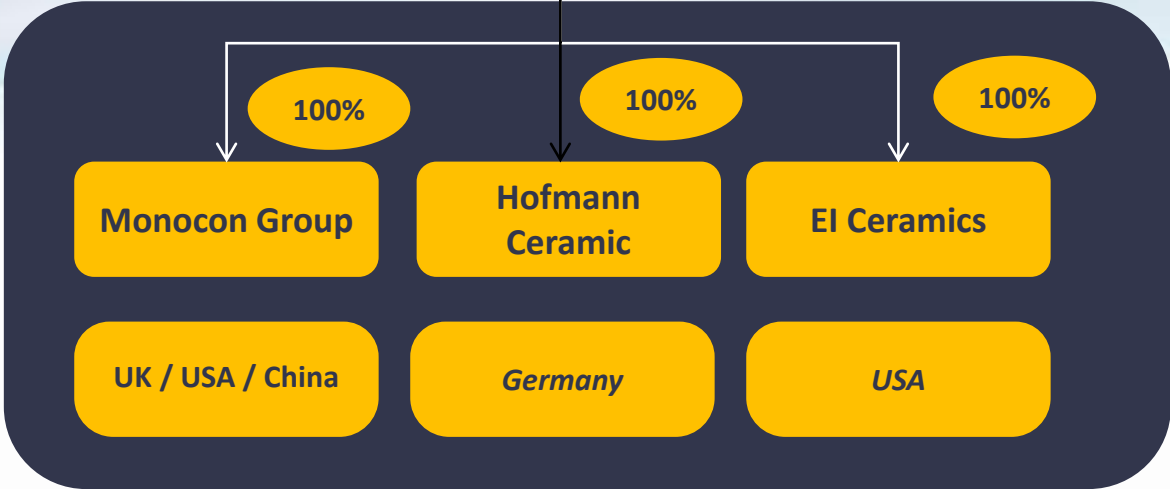 100%
100%
100%
Monocon Group
Hofmann
Ceramic
EI Ceramics
UK / USA / China
Germany
USA